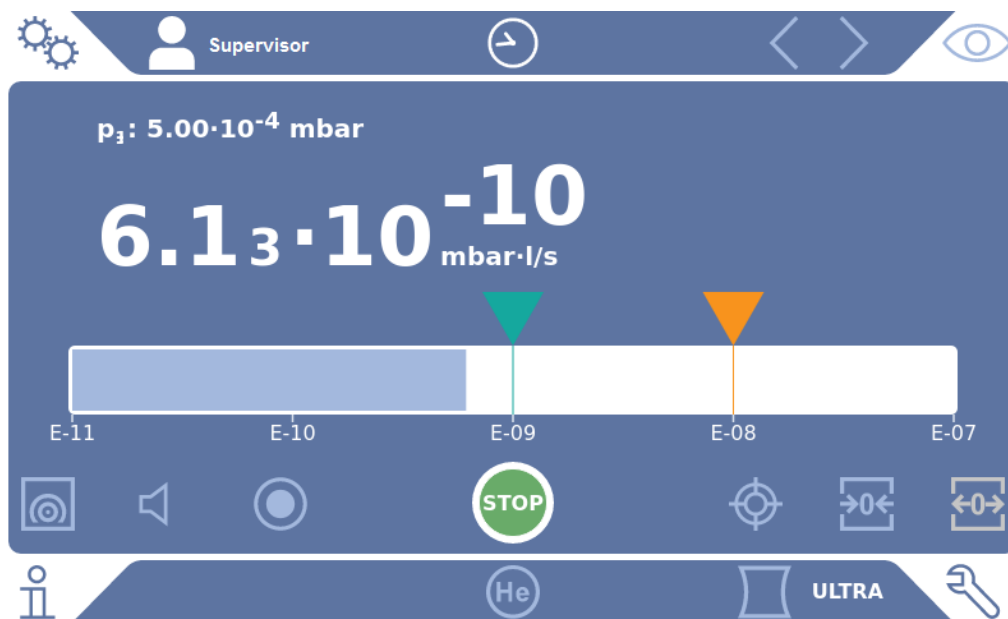 Supervisor
p₃: 5.00·10⁻⁴ mbar
6.1₃·10⁻¹⁰ mbar·l/s
E-11 E-10 E-09 E-08 E-07
STOP →0← ←0→
He ULTRA